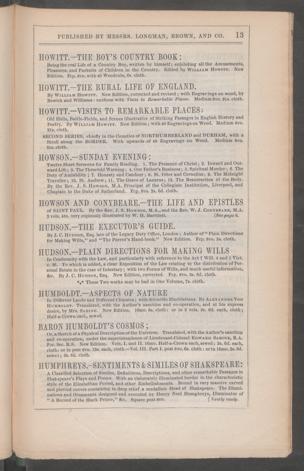 PUBLISHED BY MESSRS. LONGMAN, BROWN, AND CO. 13
HOWITT.—THE BOY'S COUNTRY BOOK:
Being the real Life of a Country Boy, written by himself; exhibiting all the Amusements,
Pleasures, and Pursuits of Children in the Country. Edited by WILLIAM HOWITT. New
Edition. Fcp. 8vo. with 40 Woodcuts, 6s. cloth.
HOWITT.—THE RURAL LIFE OF ENGLAND.
By WILLIAM HOWITT. New Edition, corrected and revised; with Engravings on wood, by
Bewick and Williams: uniform with Visits to Remarkable Places. Medium 8vo. 21s. cloth.
HOWITT.—VISITS TO REMARKABLE PLACES;
Old Halls, Battle-Fields, and Scenes illustrative of Striking Passages in English History and
Poetry. By WILLIAM HOWITT. New Edition; with 40 Engravings on Wood. Medium 8vo.
21s. cloth.
SECOND SERIES, chiefly in the Counties of NORTHUMBERLAND and DURHAM, with a
Stroll along the BORDER. With upwards of 40 Engravings on Wood. Medium 8vo.
21s. cloth.
HOWSON.—SUNDAY EVENING:
Twelve Short Sermons for Family Reading. 1. The Presence of Christ; 2. Inward and Out-
ward Life; 3. The Threefold Warning; 4. Our Father's Business; 5. Spiritual Murder; 6. The
Duty of Amiability; 7. Honesty and Candour; 8. St. Peter and Cornelius; 9. The Midnight
Traveller; 10. St. Andrew; 11. The Grave of Lazarus; 12. The Resurrection of the Body.
By the Rev. J. S. HOWSON, M.A. Principal of the Collegiate Institution, Liverpool, and
Chaplain to the Duke of Sutherland. Fcp. 8vo. 2s. 6d. cloth.
HOWSON AND CONYBEARE.—THE LIFE AND EPISTLES
of SAINT PAUL. By the Rev. J. S. HOWSON, M.A., and the Rev. W. J. CONYBEARE, M.A.
2 vols. 4to. very copiously illustrated by W. H. Bartlett. [See page 6.
HUDSON.—THE EXECUTOR'S GUIDE.
By J. C. HUDSON, Esq. late of the Legacy Duty Office, London; Author of "Plain Directions
for Making Wills," and "The Parent's Hand-book." New Edition. Fcp. 8vo. 5s. cloth.
HUDSON.—PLAIN DIRECTIONS FOR MAKING WILLS
In Conformity with the Law, and particularly with reference to the Act 7 Will. 4 and 1 Vict.
c. 26. To which is added, a clear Exposition of the Law relating to the distribution of Per-
sonal Estate in the case of Intestacy; with two Forms of Wills, and much useful information,
&c. By J. C. HUDSON, Esq. New Edition, corrected. Fcp. 8vo. 2s. 6d. cloth.
*** These Two works may be had in One Volume, 7s. cloth.
HUMBOLDT.—ASPECTS OF NATURE
In Different Lands and Different Climates; with Scientific Elucidations. By ALEXANDER VON
HUMBOLDT. Translated, with the Author's sanction and co-operation, and at his express
desire, by MRS. SABINE. New Edition. 16mo. 6s. cloth: or in 2 vols. 3s. 6d. each, cloth;
Half-a-Crown each, sewed.
BARON HUMBOLDT'S COSMOS;
Or, a Sketch of a Physical Description of the Universe. Translated, with the Author's sanction
and co-operation, under the superintendence of Lieutenant-Colonel EDWARD SABINE, R.A.
For. Sec. R.S. New Edition. Vols. I. and II. 16mo. Half-a-Crown each, sewed; 3s. 6d. each,
HUMPHREYS.—SENTIMENTS & SIMILES OF SHAKSPEARE:
A Classified Selection of Similes, Definitions, Descriptions, and other remarkable Passages in
Shakspeare's Plays and Poems. With an elaborately illuminated border in the characteristic
style of the Elizabethan Period, and other Embellishments. Bound in very massive carved
and pierced covers containing in deep relief a medallion Head of Shakspeare. The Illumi-
nations and Ornaments designed and executed by Henry Noel Humphreys, Illuminator of
"A Record of the Black Prince," &c. Square post 8vo. [Nearly ready.